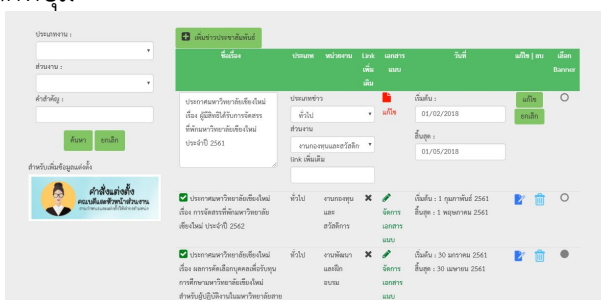 ประเภทงาน :
ส่วนงาน :
คำสำคัญ :
ค้นหา ยกเลิก
สำหรับเพิ่มข้อมูลแต่งตั้ง
คำสั่งแต่งตั้ง
คณบดีและหัวหน้าส่วนงาน
เพิ่มข่าวประชาสัมพันธ์
ชื่อเรื่อง ประเภท หน่วยงาน Link เพิ่มเติม เอกสารแนบ วันที่ แก้ไข | ลบ เลือก Banner
ประกาศมหาวิทยาลัยเชียงใหม่
เรื่อง ผู้มีสิทธิได้รับการจัดสรร
ที่พักมหาวิทยาลัยเชียงใหม่
ประจำปี 2561
ประเภทข่าว
ทั่วไป
ส่วนงาน
งานกองทุนและสวัสดิก
link เพิ่มเติม
แก้ไข
เริ่มต้น :
01/02/2018
สิ้นสุด :
01/05/2018
แก้ไข
ยกเลิก
ประกาศมหาวิทยาลัยเชียงใหม่
เรื่อง การจัดสรรที่พักมหาวิทยาลัย
เชียงใหม่ ประจำปี 2562
ทั่วไป
งานกองทุน
และ
สวัสดิการ
จัดการ
เอกสาร
แนบ
เริ่มต้น : 1 กุมภาพันธ์ 2561
สิ้นสุด : 1 พฤษภาคม 2561
ประกาศมหาวิทยาลัยเชียงใหม่
เรื่อง ผลการคัดเลือกบุคคลเพื่อรับทุน
การศึกษามหาวิทยาลัยเชียงใหม่
สำหรับผู้ปฏิบัติงานในมหาวิทยาลัยสาย
ทั่วไป
งานพัฒนา
และฝึก
อบรม
จัดการ
เอกสาร
แนบ
เริ่มต้น : 30 มกราคม 2561
สิ้นสุด : 30 เมษายน 2561